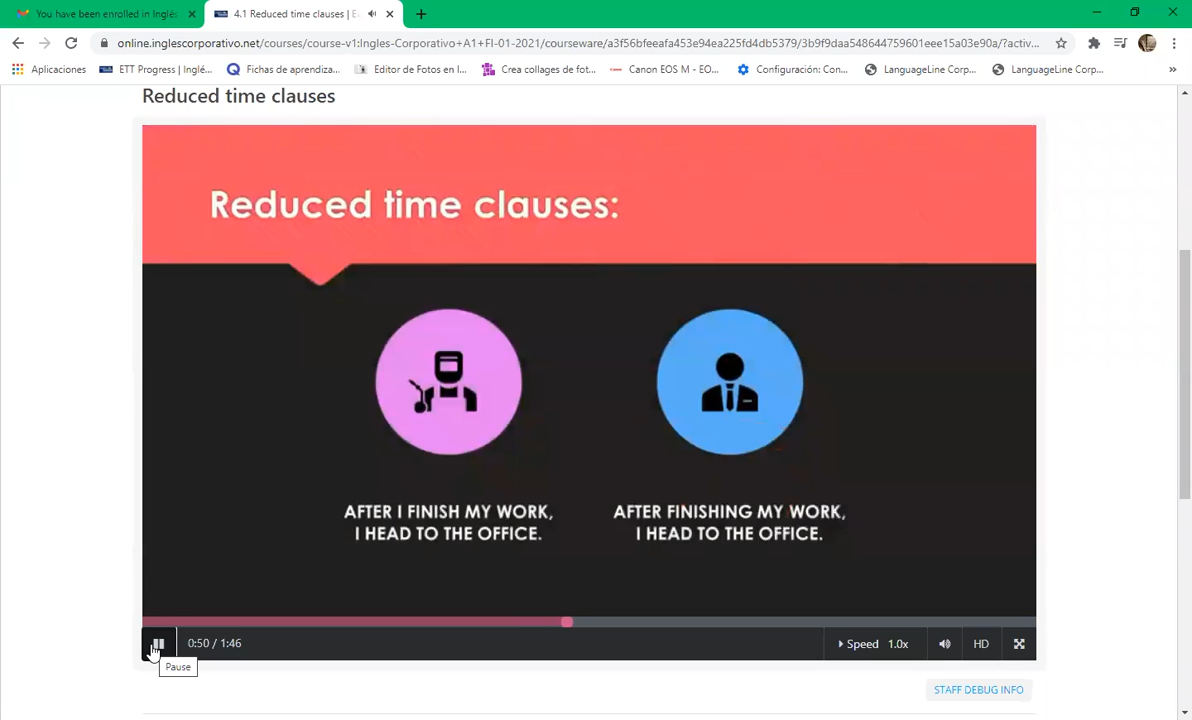 You have been enrolled in Inglés
4.1 Reduced time clauses | E
online.inglescorporativo.net/courses/course-v1:Ingles-Corporativo+A1+FI-01-2021/courseware/a3f56bfeeafa453e94ea225fd4db5379/3b9f9daa548644759601eee15a03e90a/?activ...
Aplicaciones
ETT Progress | Inglé...
Fichas de aprendiza...
Editor de Fotos en l...
Crea collages de fot...
Canon EOS M - EO...
Configuración: Con...
LanguageLine Corp...
LanguageLine Corp...
Reduced time clauses
Reduced time clauses:
AFTER I FINISH MY WORK,
I HEAD TO THE OFFICE.
AFTER FINISHING MY WORK,
I HEAD TO THE OFFICE.
0:50 / 1:46
Speed 1.0x
HD
Pause
STAFF DEBUG INFO